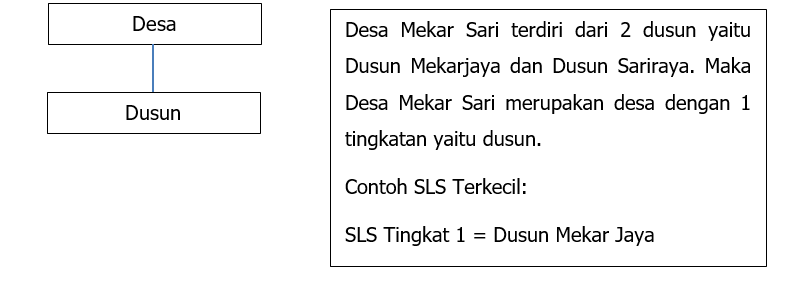 Desa
Dusun
Desa Mekar Sari terdiri dari 2 dusun yaitu
Dusun Mekarjaya dan Dusun Sariraya. Maka
Desa Mekar Sari merupakan desa dengan 1
tingkatan yaitu dusun.
Contoh SLS Terkecil:
SLS Tingkat 1 = Dusun Mekar Jaya